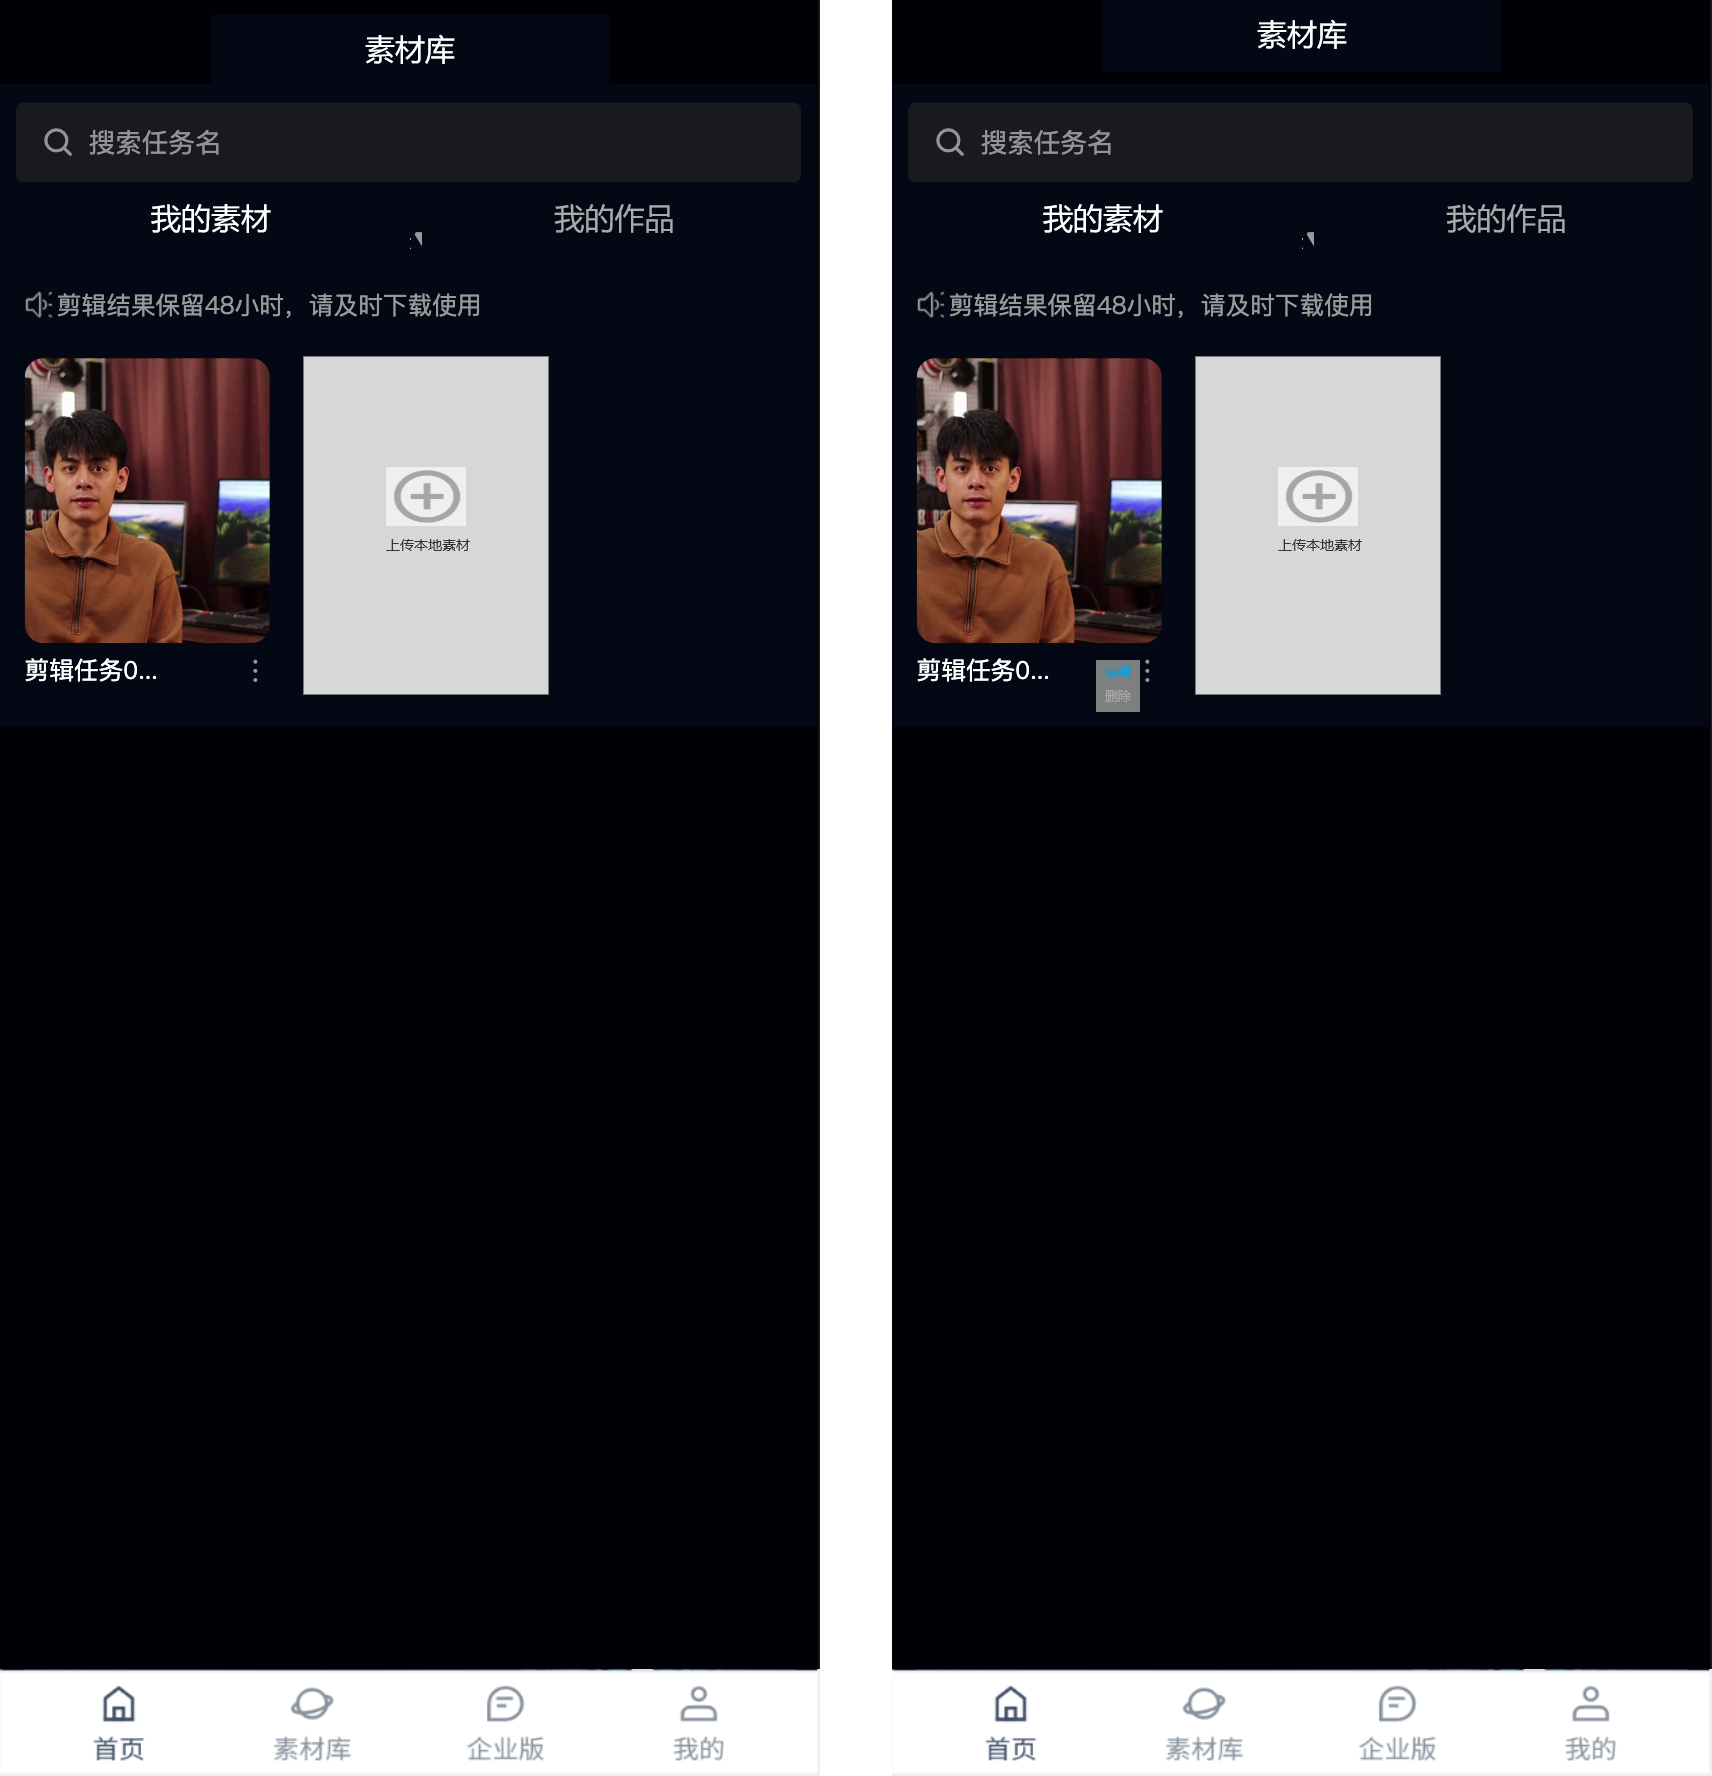 素材库
搜索任务名
我的素材 我的作品
剪辑结果保留48小时，请及时下载使用
上传本地素材
剪辑任务0...
首页 素材库 企业版 我的
素材库
搜索任务名
我的素材 我的作品
剪辑结果保留48小时，请及时下载使用
上传本地素材
剪辑任务0...
删除
首页 素材库 企业版 我的